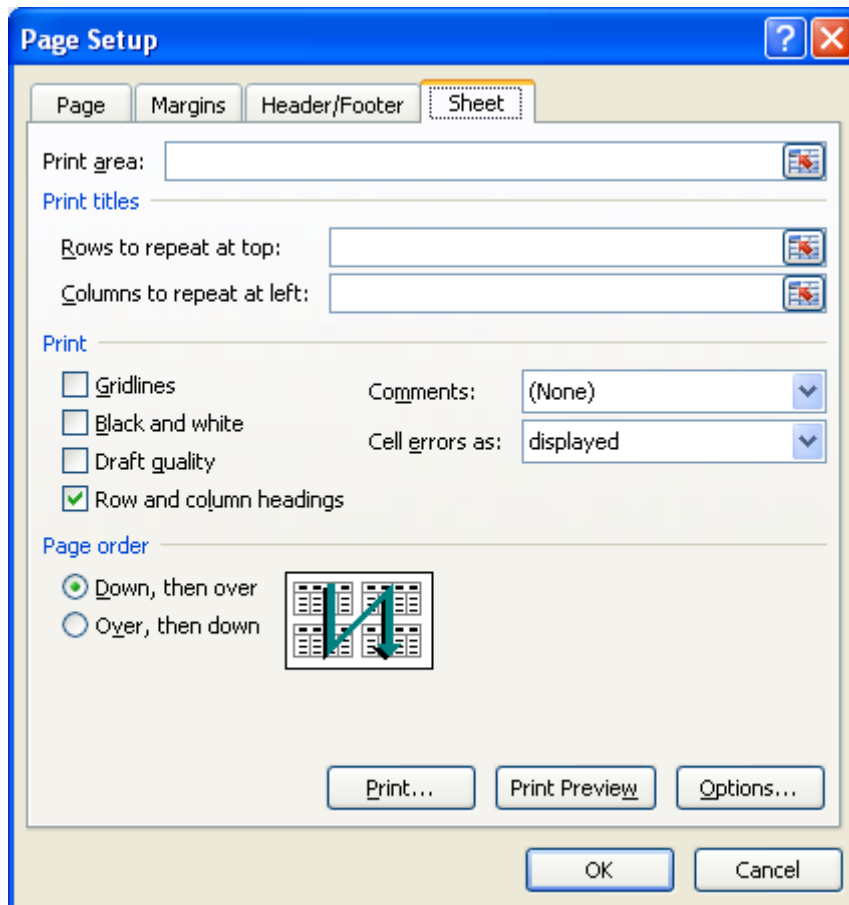 Page Setup
Page Margins Header/Footer Sheet
Print area:
Print titles
Rows to repeat at top:
Columns to repeat at left:
Print
Gridlines
Comments: (None)
Black and white
Cell errors as: displayed
Draft quality
Row and column headings
Page order
Down, then over
Over, then down
Print... Print Preview Options...
OK Cancel